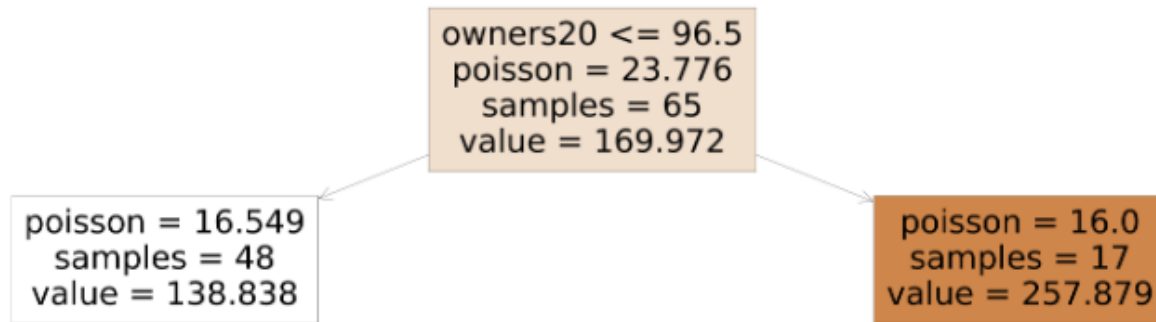 owners20 <= 96.5
poisson = 23.776
samples = 65
value = 169.972
poisson = 16.549
samples = 48
value = 138.838
poisson = 16.0
samples = 17
value = 257.879